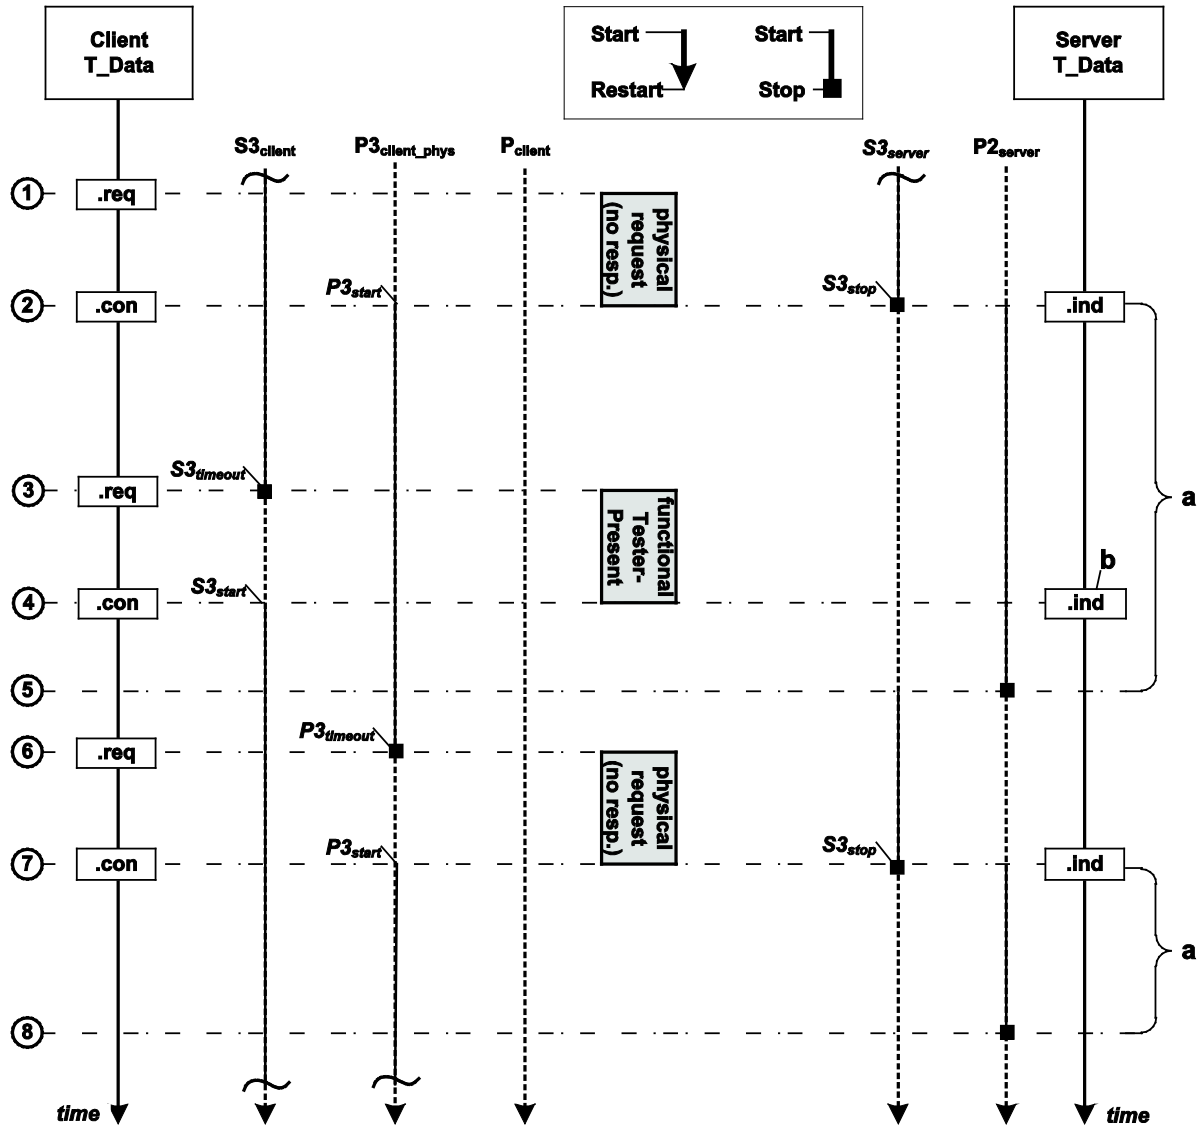 Client
T_Data
Start
Restart
Start
Stop
Server
T_Data
S3client
P3client_phys
Pclient
S3server
P2server
1
.req
physical
request
(no resp.)
2
.con
P3start
S3stop
.ind
3
.req
S3timeout
functional
Tester-
Present
a
b
4
.con
S3start
.ind
5
6
.req
P3timeout
physical
request
(no resp.)
7
.con
P3start
S3stop
.ind
a
8
time
time